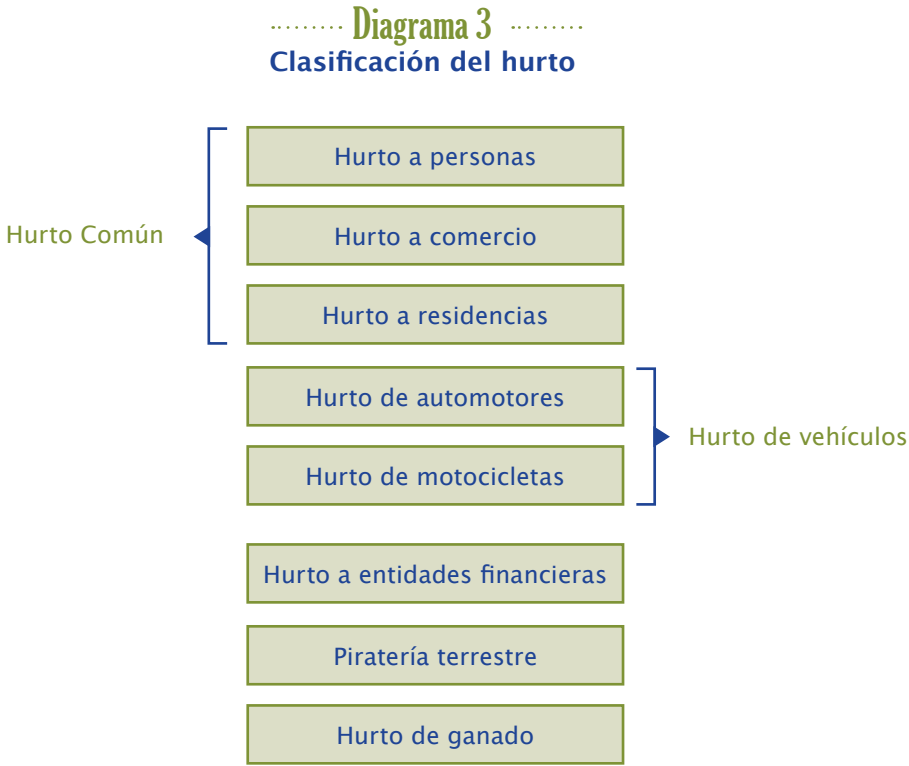 Diagrama 3
Clasificación del hurto
Hurto a personas
Hurto Común
Hurto a comercio
Hurto a residencias
Hurto de automotores
Hurto de vehículos
Hurto de motocicletas
Hurto a entidades financieras
Piratería terrestre
Hurto de ganado